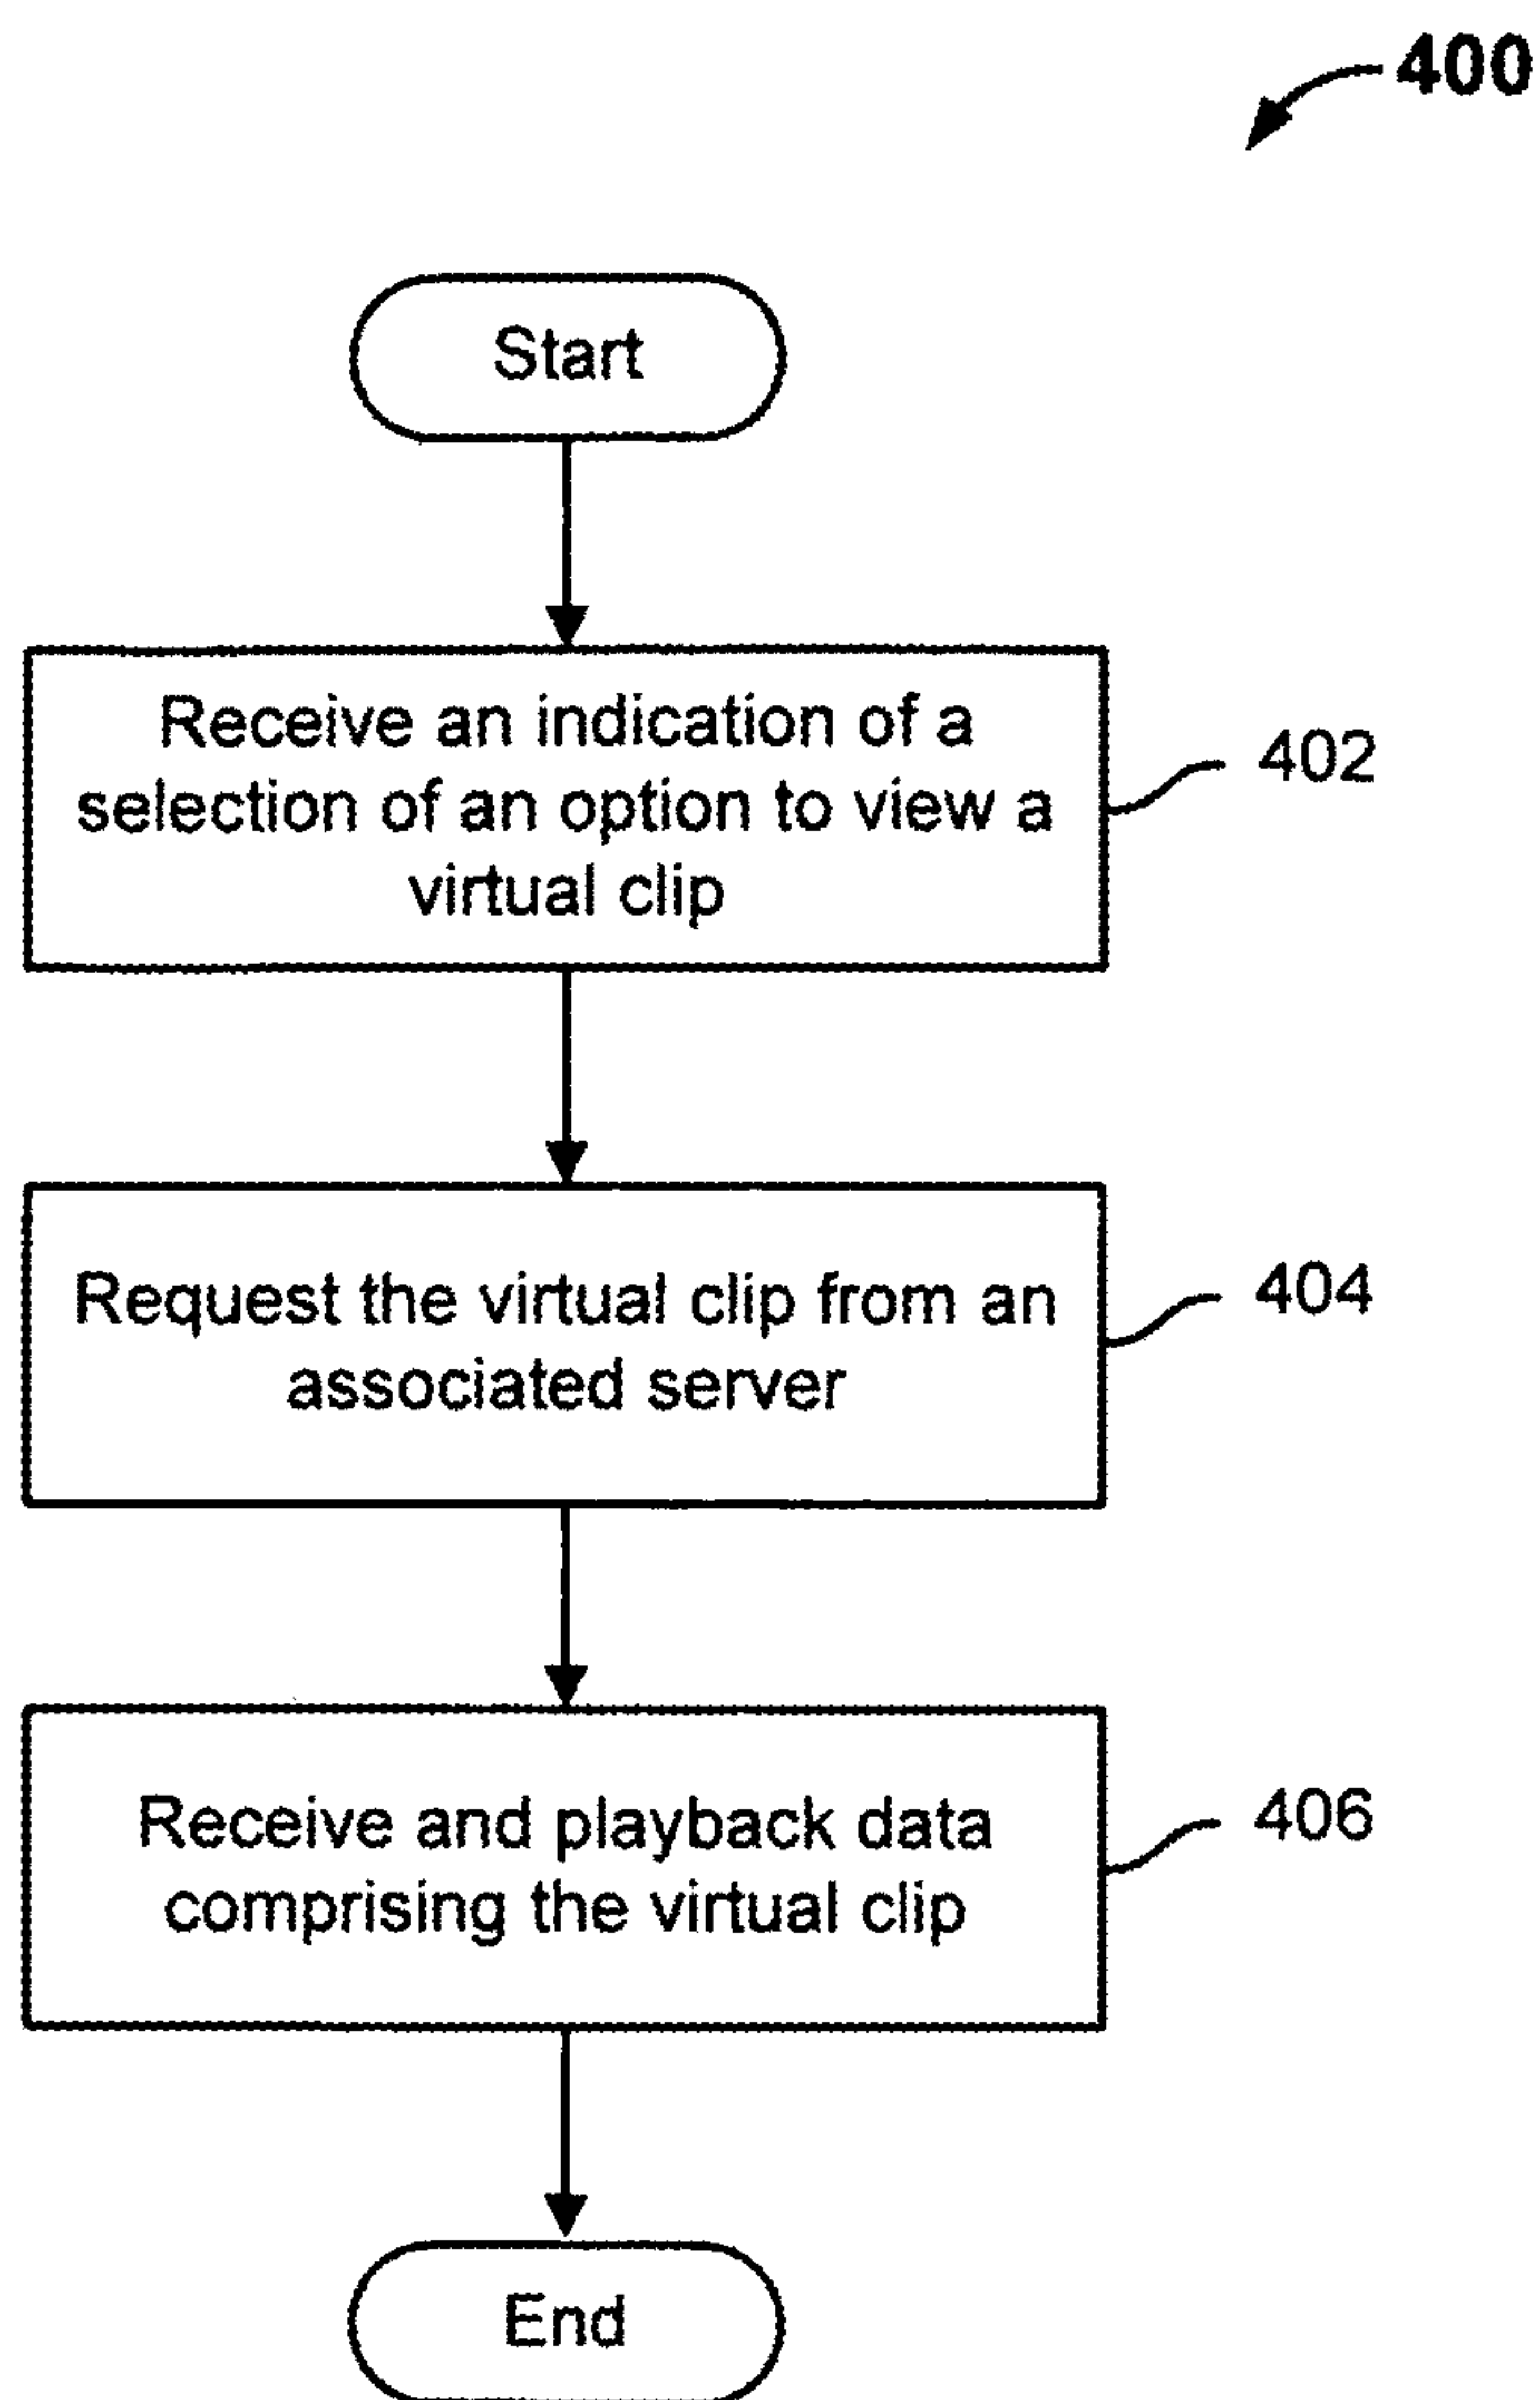 400
Start
Receive an indication of a
selection of an option to view a
virtual clip
402
Request the virtual clip from an
associated server
404
Receive and playback data
comprising the virtual clip
406
End